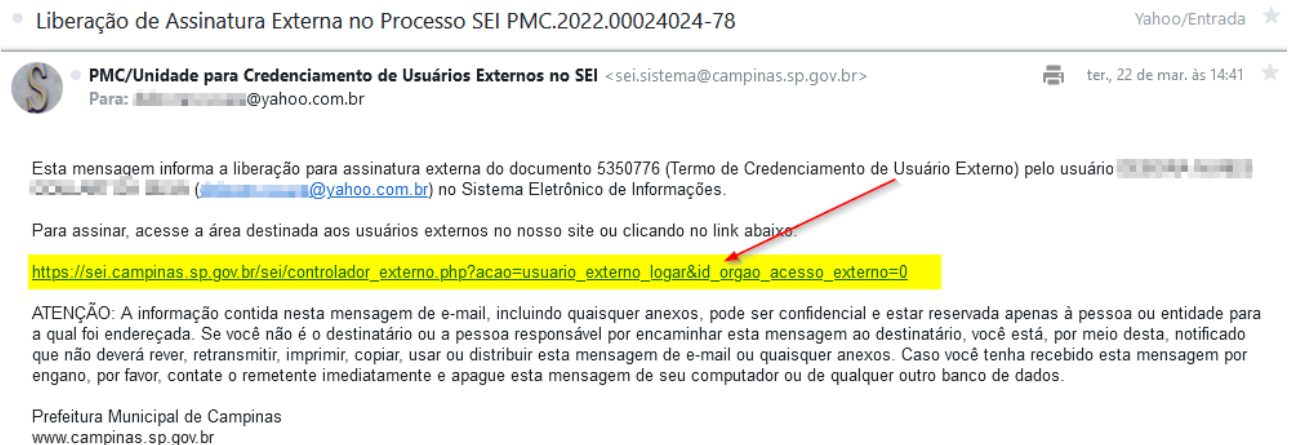 Liberação de Assinatura Externa no Processo SEI PMC.2022.00024024-78
Yahoo/Entrada
PMC/Unidade para Credenciamento de Usuários Externos no SEI <sei.sistema@campinas.sp.gov.br>
ter., 22 de mar. às 14:41
Para: @yahoo.com.br
Esta mensagem informa a liberação para assinatura externa do documento 5350776 (Termo de Credenciamento de Usuário Externo) pelo usuário
(@yahoo.com.br) no Sistema Eletrônico de Informações.
Para assinar, acesse a área destinada aos usuários externos no nosso site ou clicando no link abaixo:
https://sei.campinas.sp.gov.br/sei/controlador_externo.php?acao=usuario_externo_logar&id_orgao_acesso_externo=0
ATENÇÃO: A informação contida nesta mensagem de e-mail, incluindo quaisquer anexos, pode ser confidencial e estar reservada apenas à pessoa ou entidade para
a qual foi endereçada. Se você não é o destinatário ou a pessoa responsável por encaminhar esta mensagem ao destinatário, você está, por meio desta, notificado
que não deverá rever, retransmitir, imprimir, copiar, usar ou distribuir esta mensagem de e-mail ou quaisquer anexos. Caso você tenha recebido esta mensagem por
engano, por favor, contate o remetente imediatamente e apague esta mensagem de seu computador ou de qualquer outro banco de dados.
Prefeitura Municipal de Campinas
www.campinas.sp.gov.br